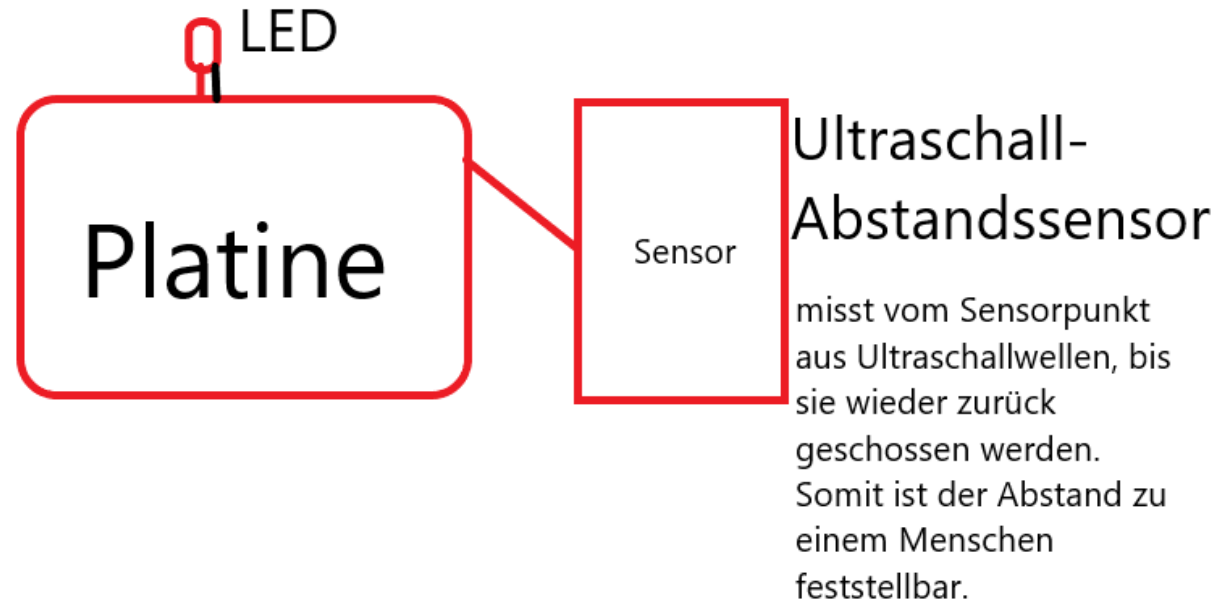 LED
Platine
Sensor
Ultraschall-
Abstandssensor
misst vom Sensorpunkt
aus Ultraschallwellen, bis
sie wieder zurück
geschossen werden.
Somit ist der Abstand zu
einem Menschen
feststellbar.